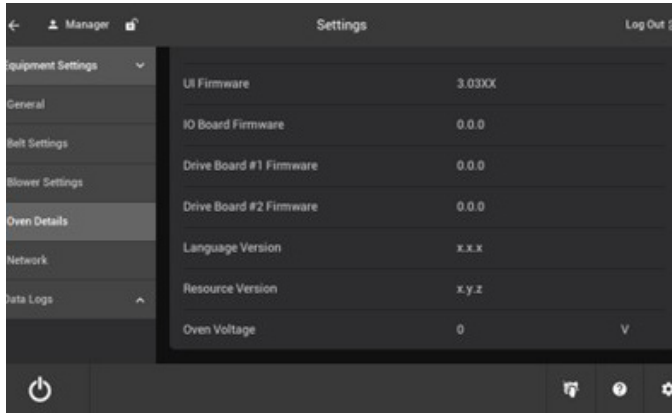 Manager
Settings
Log Out
Equipment Settings
General
Belt Settings
Blower Settings
Oven Details
Network
Data Logs
UI Firmware 3.03XX
IO Board Firmware 0.0.0
Drive Board #1 Firmware 0.0.0
Drive Board #2 Firmware 0.0.0
Language Version x.x.x
Resource Version x.y.z
Oven Voltage 0 V